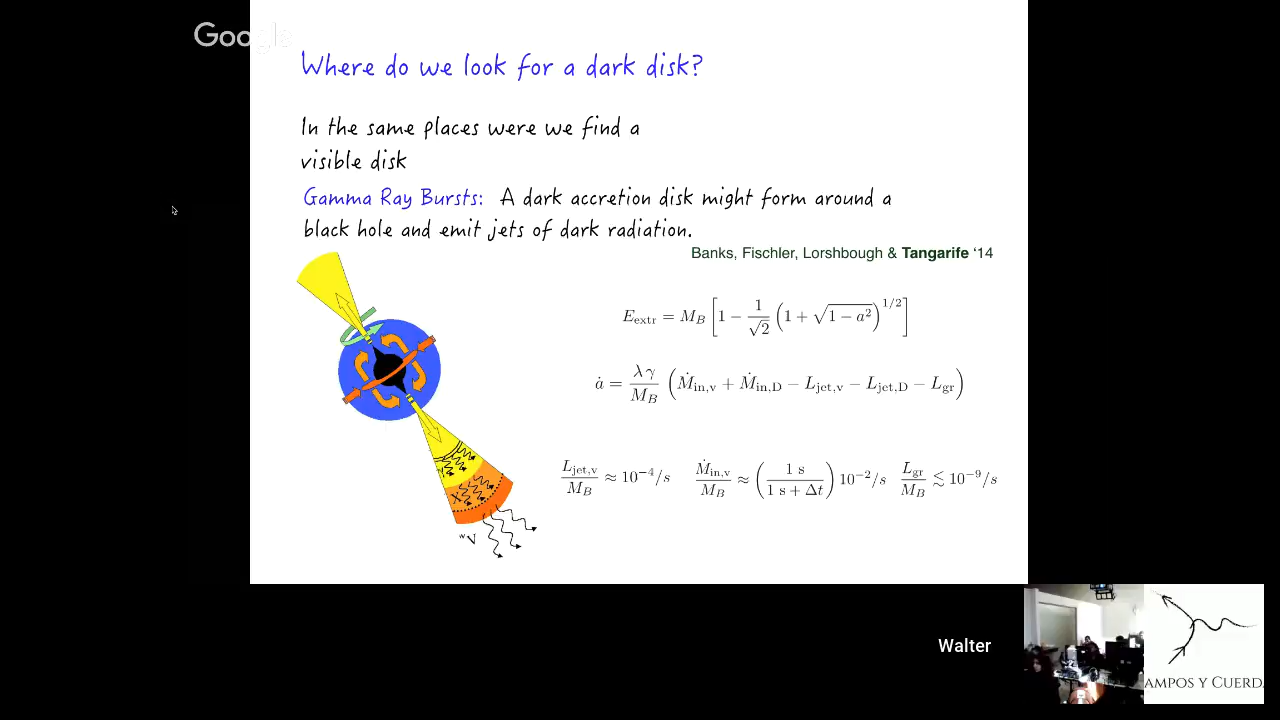 Google
Where do we look for a dark disk?
In the same places were we find a
visible disk
Gamma Ray Bursts: A dark accretion disk might form around a
black hole and emit jets of dark radiation.
Banks, Fischler, Lorshbough & Tangarife '14
E_extr = M_B [1 − 1/√2 (1 + √(1 − a²))^{1/2}]
ȧ = λγ/M_B (Ṁ_in,v + Ṁ_in,D − L_jet,v − L_jet,D − L_gr)
L_jet,v/M_B ≈ 10⁻⁴/s Ṁ_in,v/M_B ≈ (1 s/(1 s + Δt)) 10⁻²/s L_gr/M_B ≲ 10⁻⁹/s
X
Walter
AMPOS Y CUERD